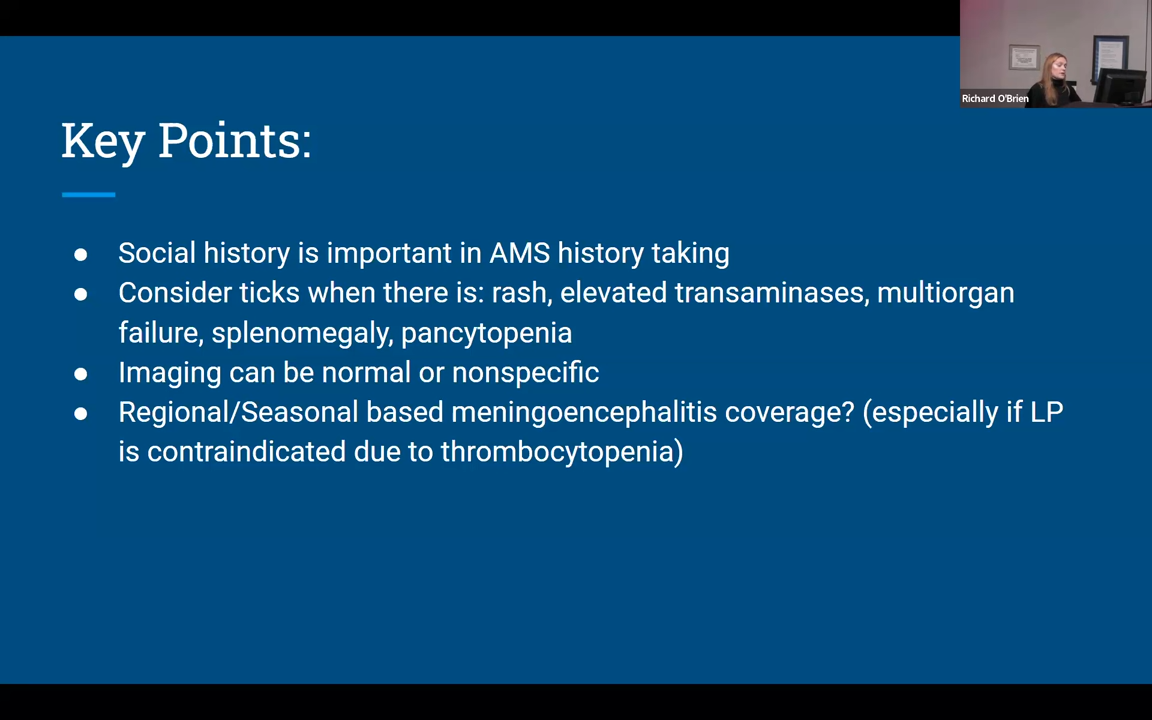 Richard O'Brien
Key Points:
● Social history is important in AMS history taking
● Consider ticks when there is: rash, elevated transaminases, multiorgan
failure, splenomegaly, pancytopenia
● Imaging can be normal or nonspecific
● Regional/Seasonal based meningoencephalitis coverage? (especially if LP
is contraindicated due to thrombocytopenia)